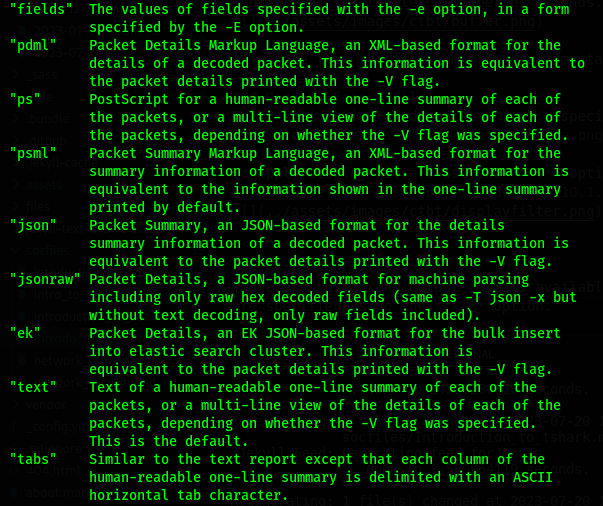 "fields"  The values of fields specified with the -e option, in a form
          specified by the -E option.
"pdml"    Packet Details Markup Language, an XML-based format for the
          details of a decoded packet. This information is equivalent to
          the packet details printed with the -V flag.
"ps"      PostScript for a human-readable one-line summary of each of
          the packets, or a multi-line view of the details of each of
          the packets, depending on whether the -V flag was specified.
"psml"    Packet Summary Markup Language, an XML-based format for the
          summary information of a decoded packet. This information is
          equivalent to the information shown in the one-line summary
          printed by default.
"json"    Packet Summary, an JSON-based format for the details
          summary information of a decoded packet. This information is
          equivalent to the packet details printed with the -V flag.
"jsonraw" Packet Details, a JSON-based format for machine parsing
          including only raw hex decoded fields (same as -T json -x but
          without text decoding, only raw fields included).
"ek"      Packet Details, an EK JSON-based format for the bulk insert
          into elastic search cluster. This information is
          equivalent to the packet details printed with the -V flag.
"text"    Text of a human-readable one-line summary of each of the
          packets, or a multi-line view of the details of each of the
          packets, depending on whether the -V flag was specified.
          This is the default.
"tabs"    Similar to the text report except that each column of the
          human-readable one-line summary is delimited with an ASCII
          horizontal tab character.